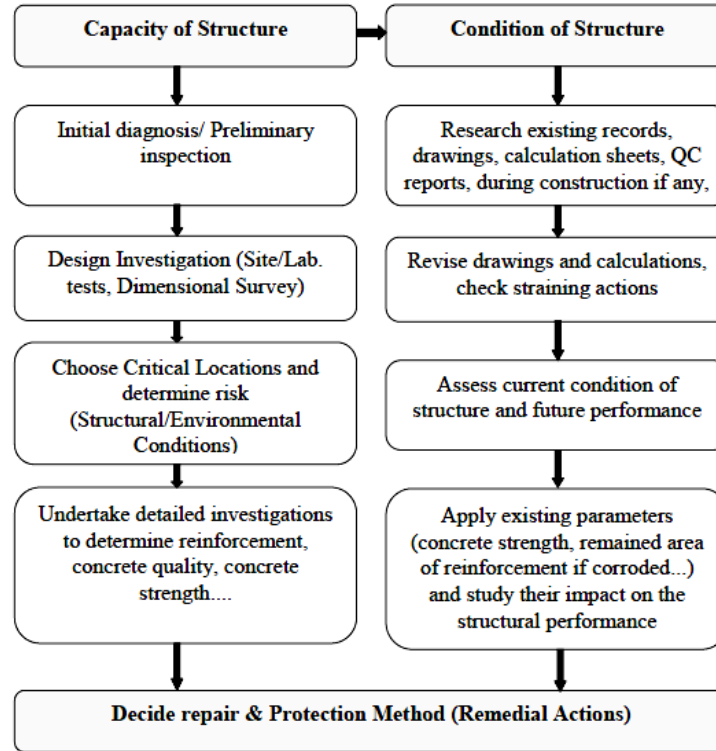 Capacity of Structure
Condition of Structure
Initial diagnosis/ Preliminary
inspection
Research existing records,
drawings, calculation sheets, QC
reports, during construction if any,
Design Investigation (Site/Lab.
tests, Dimensional Survey)
Revise drawings and calculations,
check straining actions
Choose Critical Locations and
determine risk
(Structural/Environmental
Conditions)
Assess current condition of
structure and future performance
Undertake detailed investigations
to determine reinforcement,
concrete quality, concrete
strength....
Apply existing parameters
(concrete strength, remained area
of reinforcement if corroded...)
and study their impact on the
structural performance
Decide repair & Protection Method (Remedial Actions)